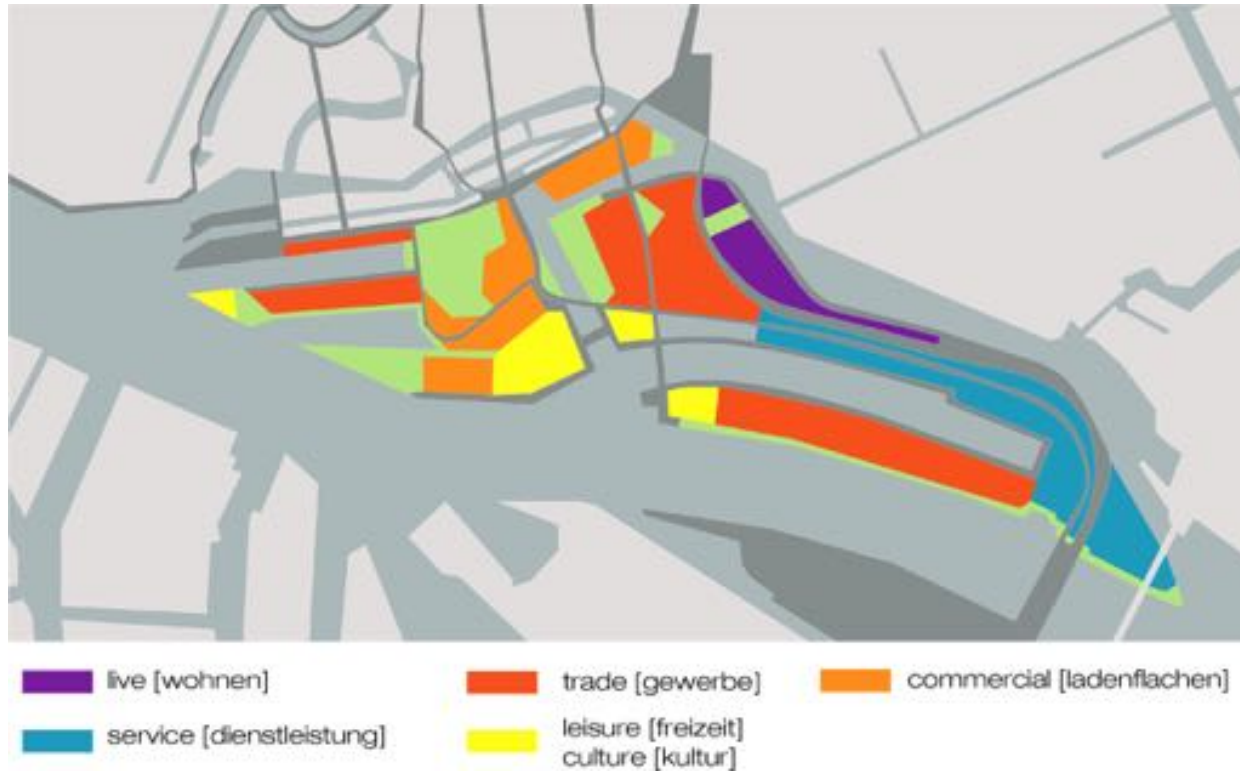 live [wohnen]
trade [gewerbe]
commercial [ladenflachen]
service [dienstleistung]
leisure [freizeit]
culture [kultur]